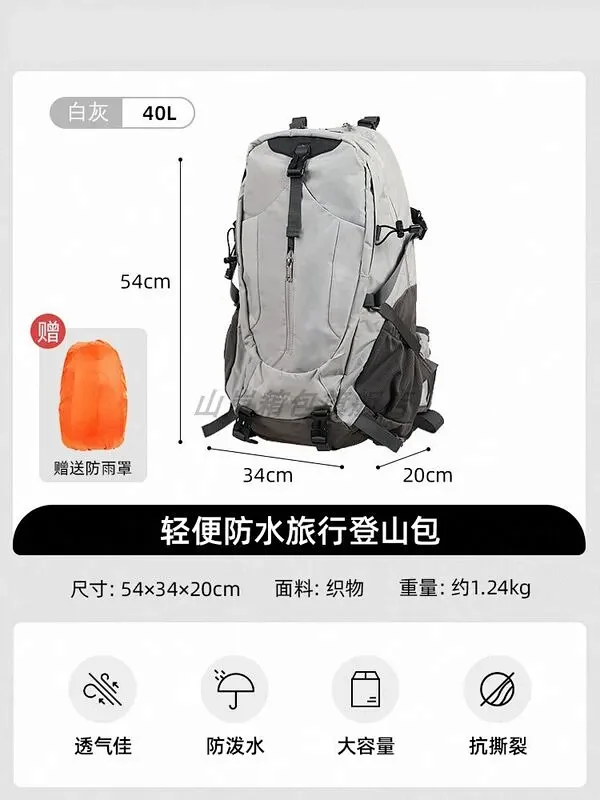 白灰 40L
54cm
赠
赠送防雨罩
34cm
20cm
轻便防水旅行登山包
尺寸: 54×34×20cm 面料: 织物 重量: 约1.24kg
透气佳 防泼水 大容量 抗撕裂